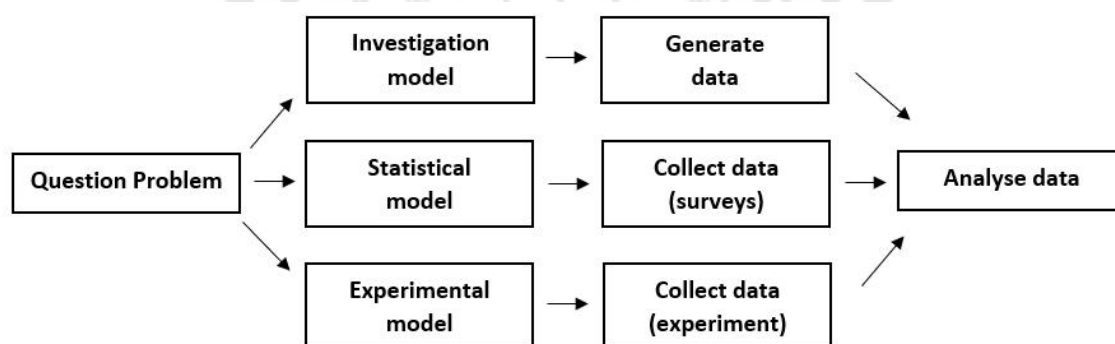 Investigation
model
Generate
data
Question Problem
Statistical
model
Collect data
(surveys)
Analyse data
Experimental
model
Collect data
(experiment)